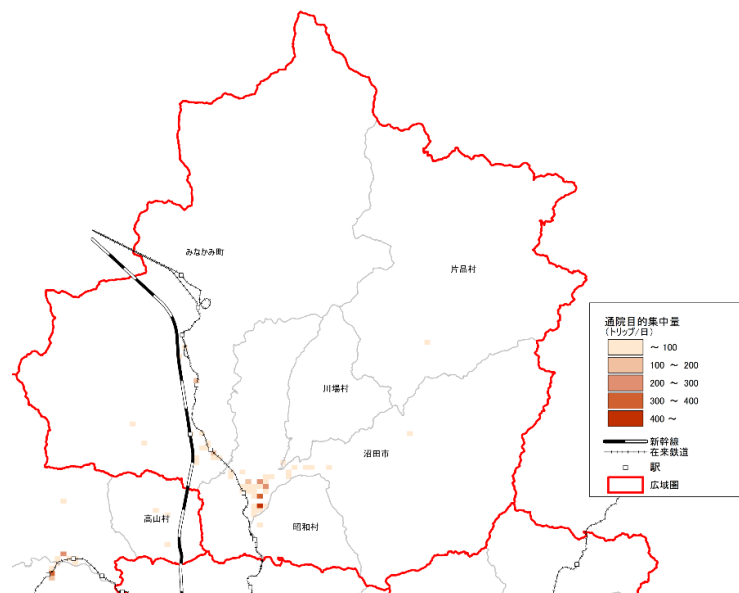 みなかみ町
片品村
川場村
沼田市
高山村
昭和村
通院目的集中量
(トリップ/日)
～ 100
100 ～ 200
200 ～ 300
300 ～ 400
400 ～
新幹線
在来鉄道
駅
広域圏